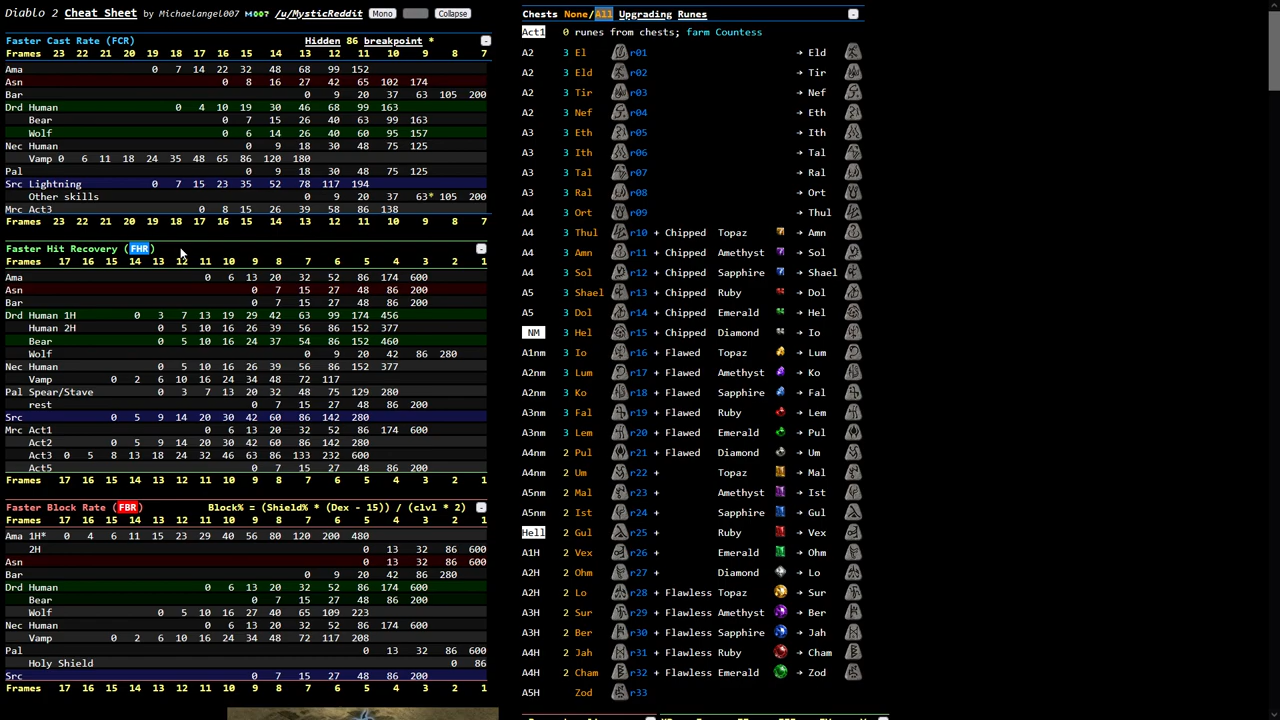 Diablo 2 Cheat Sheet by Michaelangel007 /u/MysticReddit Mono Collapse
Faster Cast Rate (FCR) Hidden 86 breakpoint * -
Frames 23 22 21 20 19 18 17 16 15 14 13 12 11 10 9 8 7
Ama 0 7 14 22 32 48 68 99 152
Asn 0 8 16 27 42 65 102 174
Bar 0 9 20 37 63 105 200
Drd Human 0 4 10 19 30 46 68 99 163
Bear 0 7 15 26 40 63 99 163
Wolf 0 6 14 26 40 60 95 157
Nec Human 0 9 18 30 48 75 125
Vamp 0 6 11 18 24 35 48 65 86 120 180
Pal 0 9 18 30 48 75 125
Src Lightning 0 7 15 23 35 52 78 117 194
Other skills 0 9 20 37 63* 105 200
Mrc Act3 0 8 15 26 39 58 86 138
Frames 23 22 21 20 19 18 17 16 15 14 13 12 11 10 9 8 7
Faster Hit Recovery (FHR) -
Frames 17 16 15 14 13 12 11 10 9 8 7 6 5 4 3 2 1
Ama 0 6 13 20 32 52 86 174 600
Asn 0 7 15 27 48 86 200
Bar 0 7 15 27 48 86 200
Drd Human 1H 0 3 7 13 19 29 42 63 99 174 456
Human 2H 0 5 10 16 26 39 56 86 152 377
Bear 0 5 10 16 24 37 54 86 152 460
Wolf 0 9 20 42 86 280
Nec Human 0 5 10 16 26 39 56 86 152 377
Vamp 0 2 6 10 16 24 34 48 72 117
Pal Spear/Stave 0 3 7 13 20 32 48 75 129 280
rest 0 7 15 27 48 86 200
Src 0 5 9 14 20 30 42 60 86 142 280
Mrc Act1 0 6 13 20 32 52 86 174 600
Act2 0 5 9 14 20 30 42 60 86 142 280
Act3 0 5 8 13 18 24 32 46 63 86 133 232 600
Act5 0 7 15 27 48 86 200
Frames 17 16 15 14 13 12 11 10 9 8 7 6 5 4 3 2 1
Faster Block Rate (FBR) Block% = (Shield% * (Dex - 15)) / (clvl * 2) -
Frames 17 16 15 14 13 12 11 10 9 8 7 6 5 4 3 2 1
Ama 1H* 0 4 6 11 15 23 29 40 56 80 120 200 480
2H 0 13 32 86 600
Asn 0 13 32 86 600
Bar 0 9 20 42 86 280
Drd Human 0 6 13 20 32 52 86 174 600
Bear 0 7 15 27 48 86 200
Wolf 0 5 10 16 27 40 65 109 223
Nec Human 0 6 13 20 32 52 86 174 600
Vamp 0 2 6 10 16 24 34 48 72 117 208
Pal 0 13 32 86 600
Holy Shield 0 86
Src 0 7 15 27 48 86 200
Frames 17 16 15 14 13 12 11 10 9 8 7 6 5 4 3 2 1
Chests None/All Upgrading Runes -
Act1 0 runes from chests; farm Countess
A2 3 El r01 → Eld
A2 3 Eld r02 → Tir
A2 3 Tir r03 → Nef
A2 3 Nef r04 → Eth
A3 3 Eth r05 → Ith
A3 3 Ith r06 → Tal
A3 3 Tal r07 → Ral
A3 3 Ral r08 → Ort
A4 3 Ort r09 → Thul
A4 3 Thul r10 + Chipped Topaz → Amn
A4 3 Amn r11 + Chipped Amethyst → Sol
A4 3 Sol r12 + Chipped Sapphire → Shael
A5 3 Shael r13 + Chipped Ruby → Dol
A5 3 Dol r14 + Chipped Emerald → Hel
NM 3 Hel r15 + Chipped Diamond → Io
A1nm 3 Io r16 + Flawed Topaz → Lum
A2nm 3 Lum r17 + Flawed Amethyst → Ko
A2nm 3 Ko r18 + Flawed Sapphire → Fal
A3nm 3 Fal r19 + Flawed Ruby → Lem
A3nm 3 Lem r20 + Flawed Emerald → Pul
A4nm 2 Pul r21 + Flawed Diamond → Um
A4nm 2 Um r22 + Topaz → Mal
A5nm 2 Mal r23 + Amethyst → Ist
A5nm 2 Ist r24 + Sapphire → Gul
Hell 2 Gul r25 + Ruby → Vex
A1H 2 Vex r26 + Emerald → Ohm
A2H 2 Ohm r27 + Diamond → Lo
A2H 2 Lo r28 + Flawless Topaz → Sur
A3H 2 Sur r29 + Flawless Amethyst → Ber
A3H 2 Ber r30 + Flawless Sapphire → Jah
A4H 2 Jah r31 + Flawless Ruby → Cham
A4H 2 Cham r32 + Flawless Emerald → Zod
A5H Zod r33